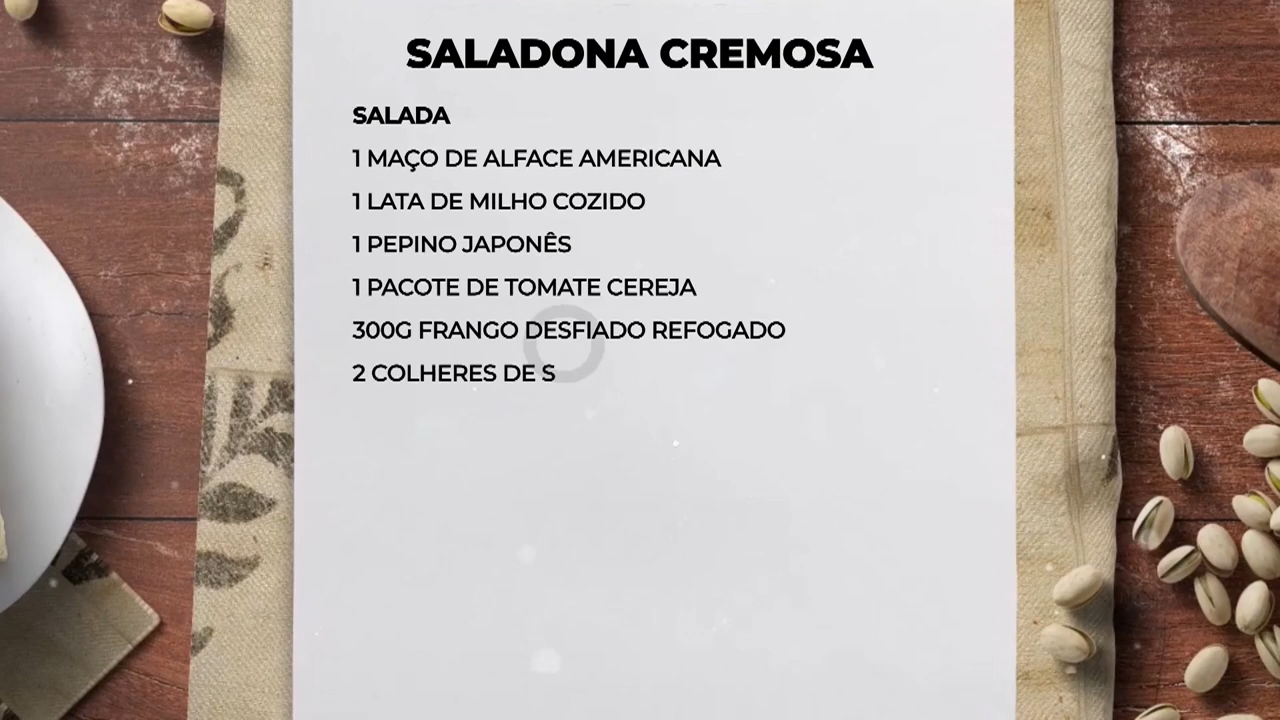 SALADONA CREMOSA
SALADA
1 MAÇO DE ALFACE AMERICANA
1 LATA DE MILHO COZIDO
1 PEPINO JAPONÊS
1 PACOTE DE TOMATE CEREJA
300G FRANGO DESFIADO REFOGADO
2 COLHERES DE S